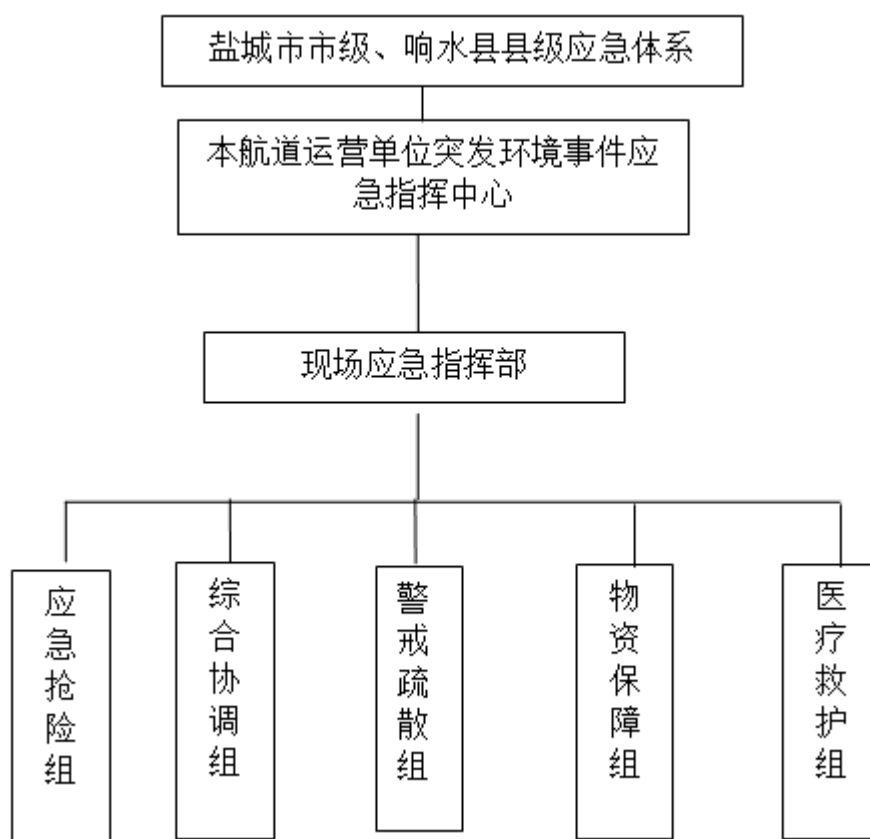 盐城市市级、响水县县级应急体系
本航道运营单位突发环境事件应
急指挥中心
现场应急指挥部
应急抢险组
综合协调组
警戒疏散组
物资保障组
医疗救护组